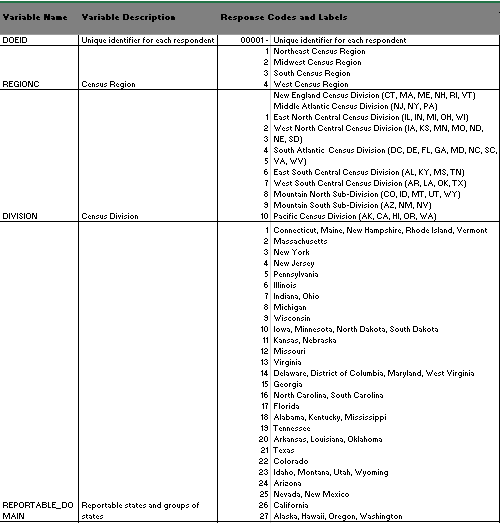 Variable Name Variable Description Response Codes and Labels
DOEID Unique identifier for each respondent 00001 - Unique identifier for each respondent
1 Northeast Census Region
2 Midwest Census Region
3 South Census Region
REGIONC Census Region 4 West Census Region
New England Census Division (CT, MA, ME, NH, RI, VT)
Middle Atlantic Census Division (NJ, NY, PA)
1 East North Central Census Division (IL, IN, MI, OH, WI)
2 West North Central Census Division (IA, KS, MN, MO, ND,
3 NE, SD)
4 South Atlantic Census Division (DC, DE, FL, GA, MD, NC, SC,
5 VA, WV)
6 East South Central Census Division (AL, KY, MS, TN)
7 West South Central Census Division (AR, LA, OK, TX)
8 Mountain North Sub-Division (CO, ID, MT, UT, WY)
9 Mountain South Sub-Division (AZ, NM, NV)
DIVISION Census Division 10 Pacific Census Division (AK, CA, HI, OR, WA)
1 Connecticut, Maine, New Hampshire, Rhode Island, Vermont
2 Massachusetts
3 New York
4 New Jersey
5 Pennsylvania
6 Illinois
7 Indiana, Ohio
8 Michigan
9 Wisconsin
10 Iowa, Minnesota, North Dakota, South Dakota
11 Kansas, Nebraska
12 Missouri
13 Virginia
14 Delaware, District of Columbia, Maryland, West Virginia
15 Georgia
16 North Carolina, South Carolina
17 Florida
18 Alabama, Kentucky, Mississippi
19 Tennessee
20 Arkansas, Louisiana, Oklahoma
21 Texas
22 Colorado
23 Idaho, Montana, Utah, Wyoming
24 Arizona
25 Nevada, New Mexico
REPORTABLE_DO Reportable states and groups of 26 California
MAIN states 27 Alaska, Hawaii, Oregon, Washington